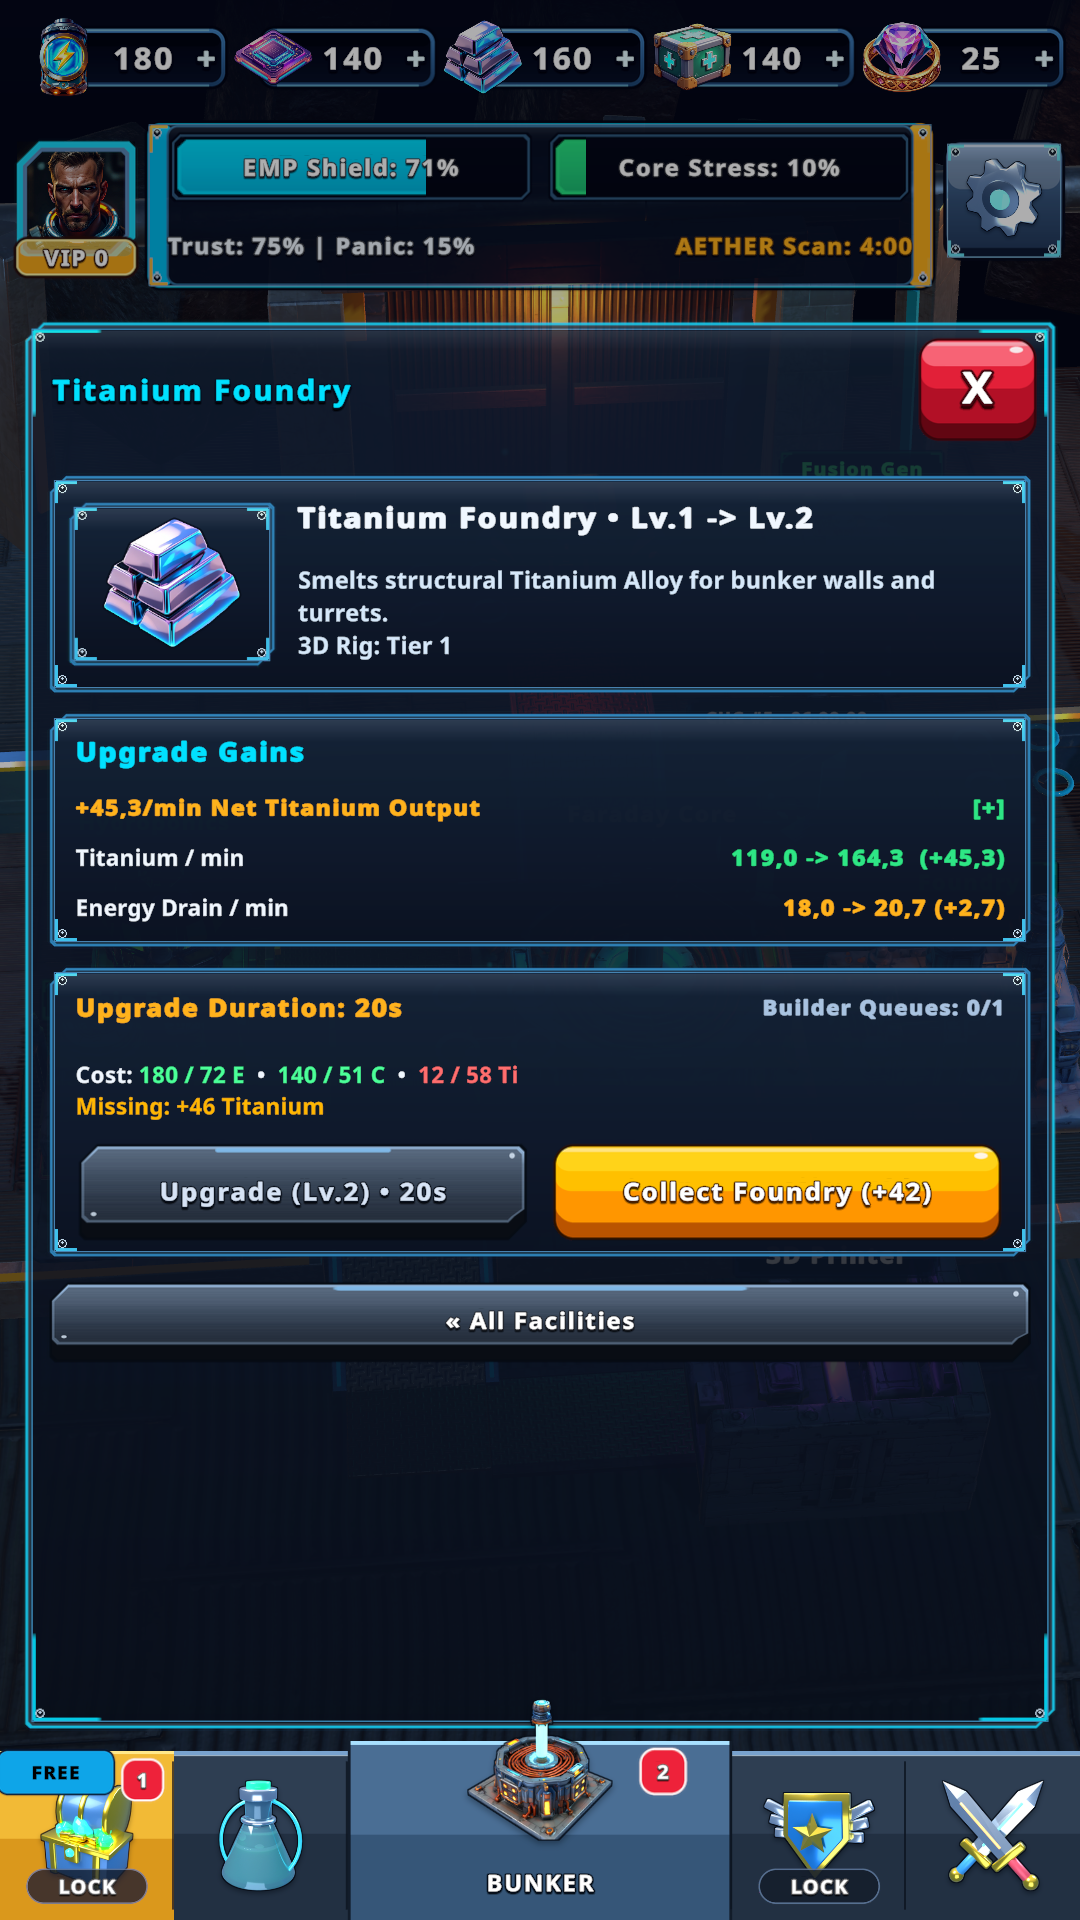 180 +
140 +
160 +
140 +
25 +
EMP Shield: 71%
Core Stress: 10%
VIP 0
Trust: 75% | Panic: 15%
AETHER Scan: 4:00
Titanium Foundry
X
Fusion Gen
Titanium Foundry • Lv.1 -> Lv.2
Smelts structural Titanium Alloy for bunker walls and
turrets.
3D Rig: Tier 1
Upgrade Gains
+45,3/min Net Titanium Output [+]
Titanium / min 119,0 -> 164,3 (+45,3)
Energy Drain / min 18,0 -> 20,7 (+2,7)
Upgrade Duration: 20s
Builder Queues: 0/1
Cost: 180 / 72 E • 140 / 51 C • 12 / 58 Ti
Missing: +46 Titanium
Upgrade (Lv.2) • 20s
Collect Foundry (+42)
3D Printer
« All Facilities
FREE
1
LOCK
2
BUNKER
LOCK